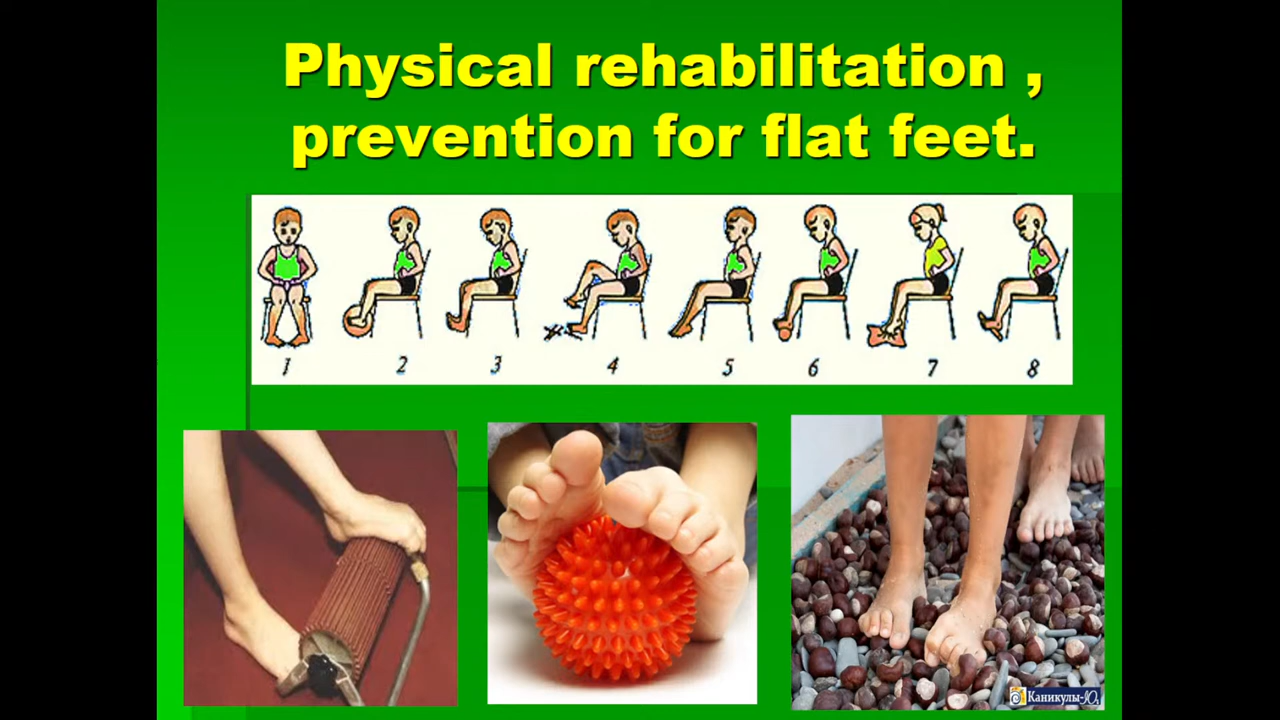 Physical rehabilitation ,
prevention for flat feet.
1 2 3 4 5 6 7 8
Каникулы-Ю